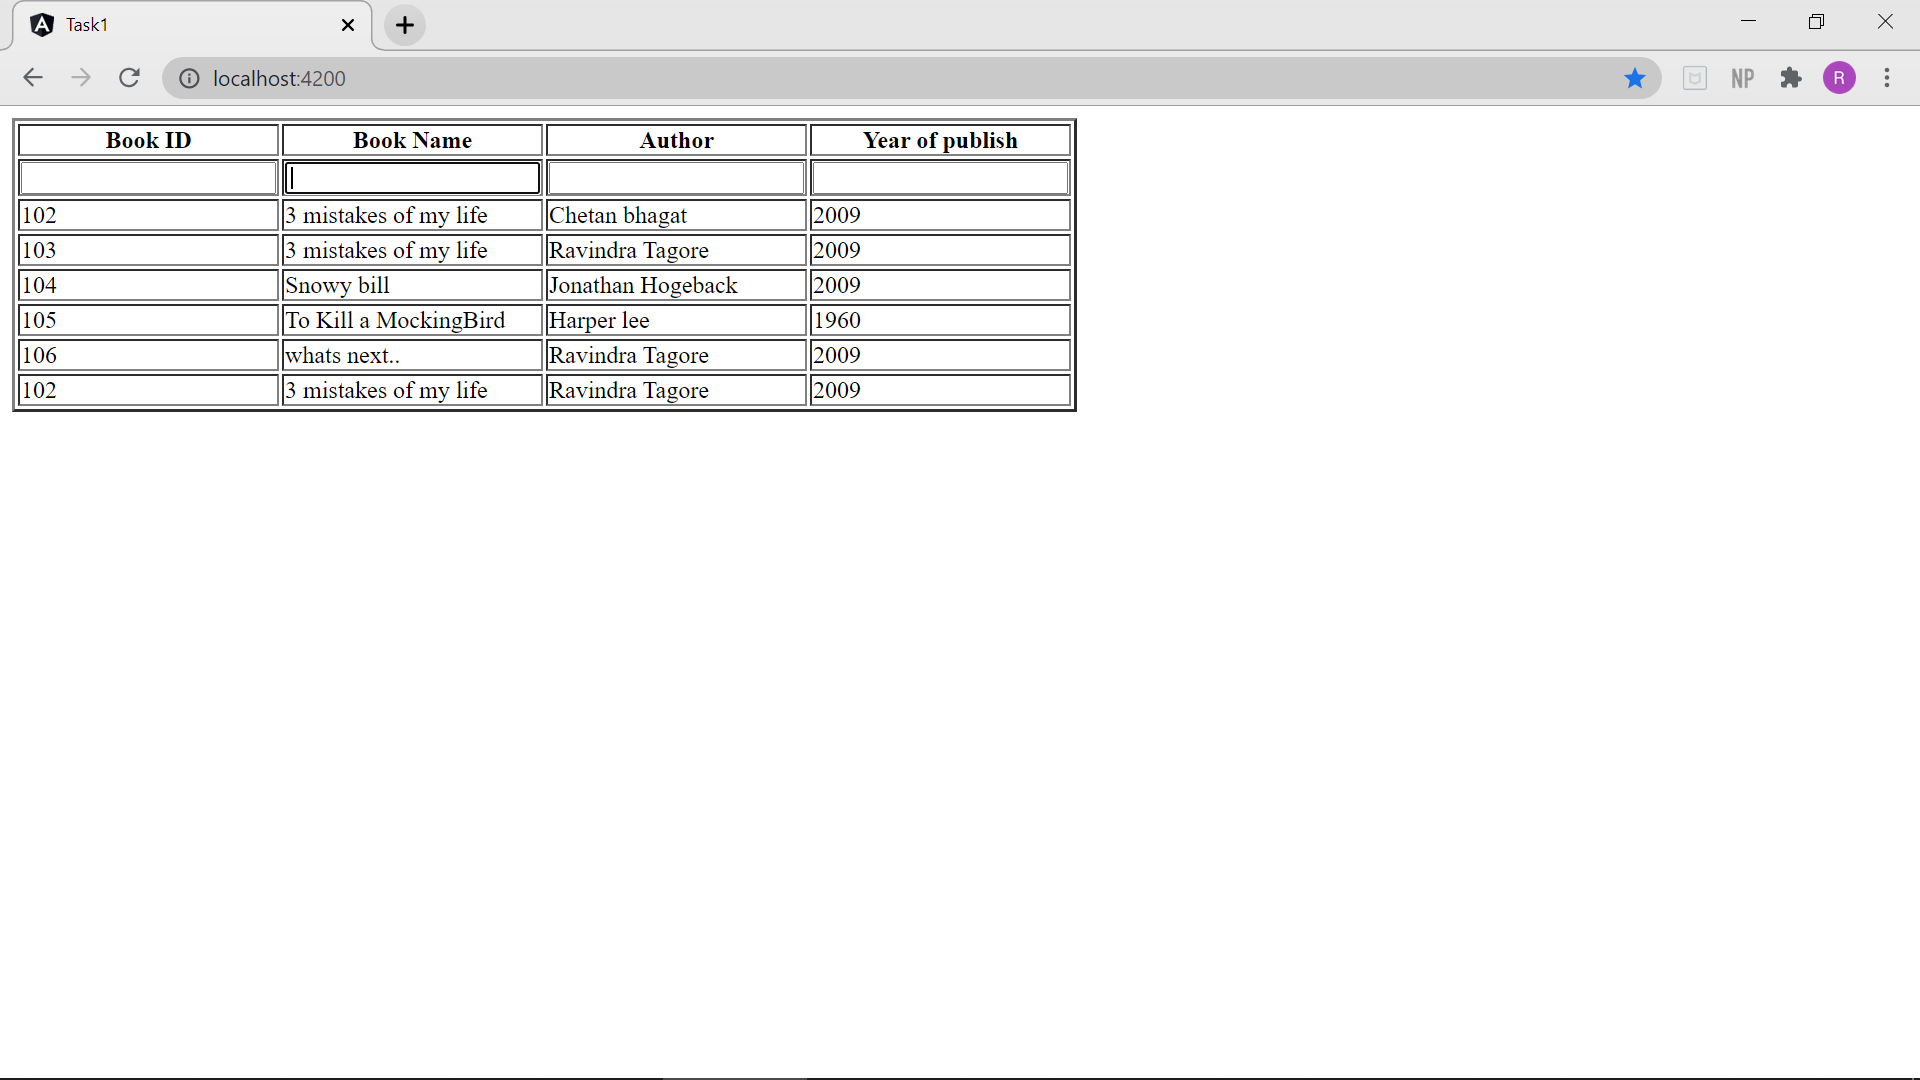 Task1
localhost:4200
NP
R
Book ID Book Name Author Year of publish
102 3 mistakes of my life Chetan bhagat 2009
103 3 mistakes of my life Ravindra Tagore 2009
104 Snowy bill Jonathan Hogeback 2009
105 To Kill a MockingBird Harper lee 1960
106 whats next.. Ravindra Tagore 2009
102 3 mistakes of my life Ravindra Tagore 2009